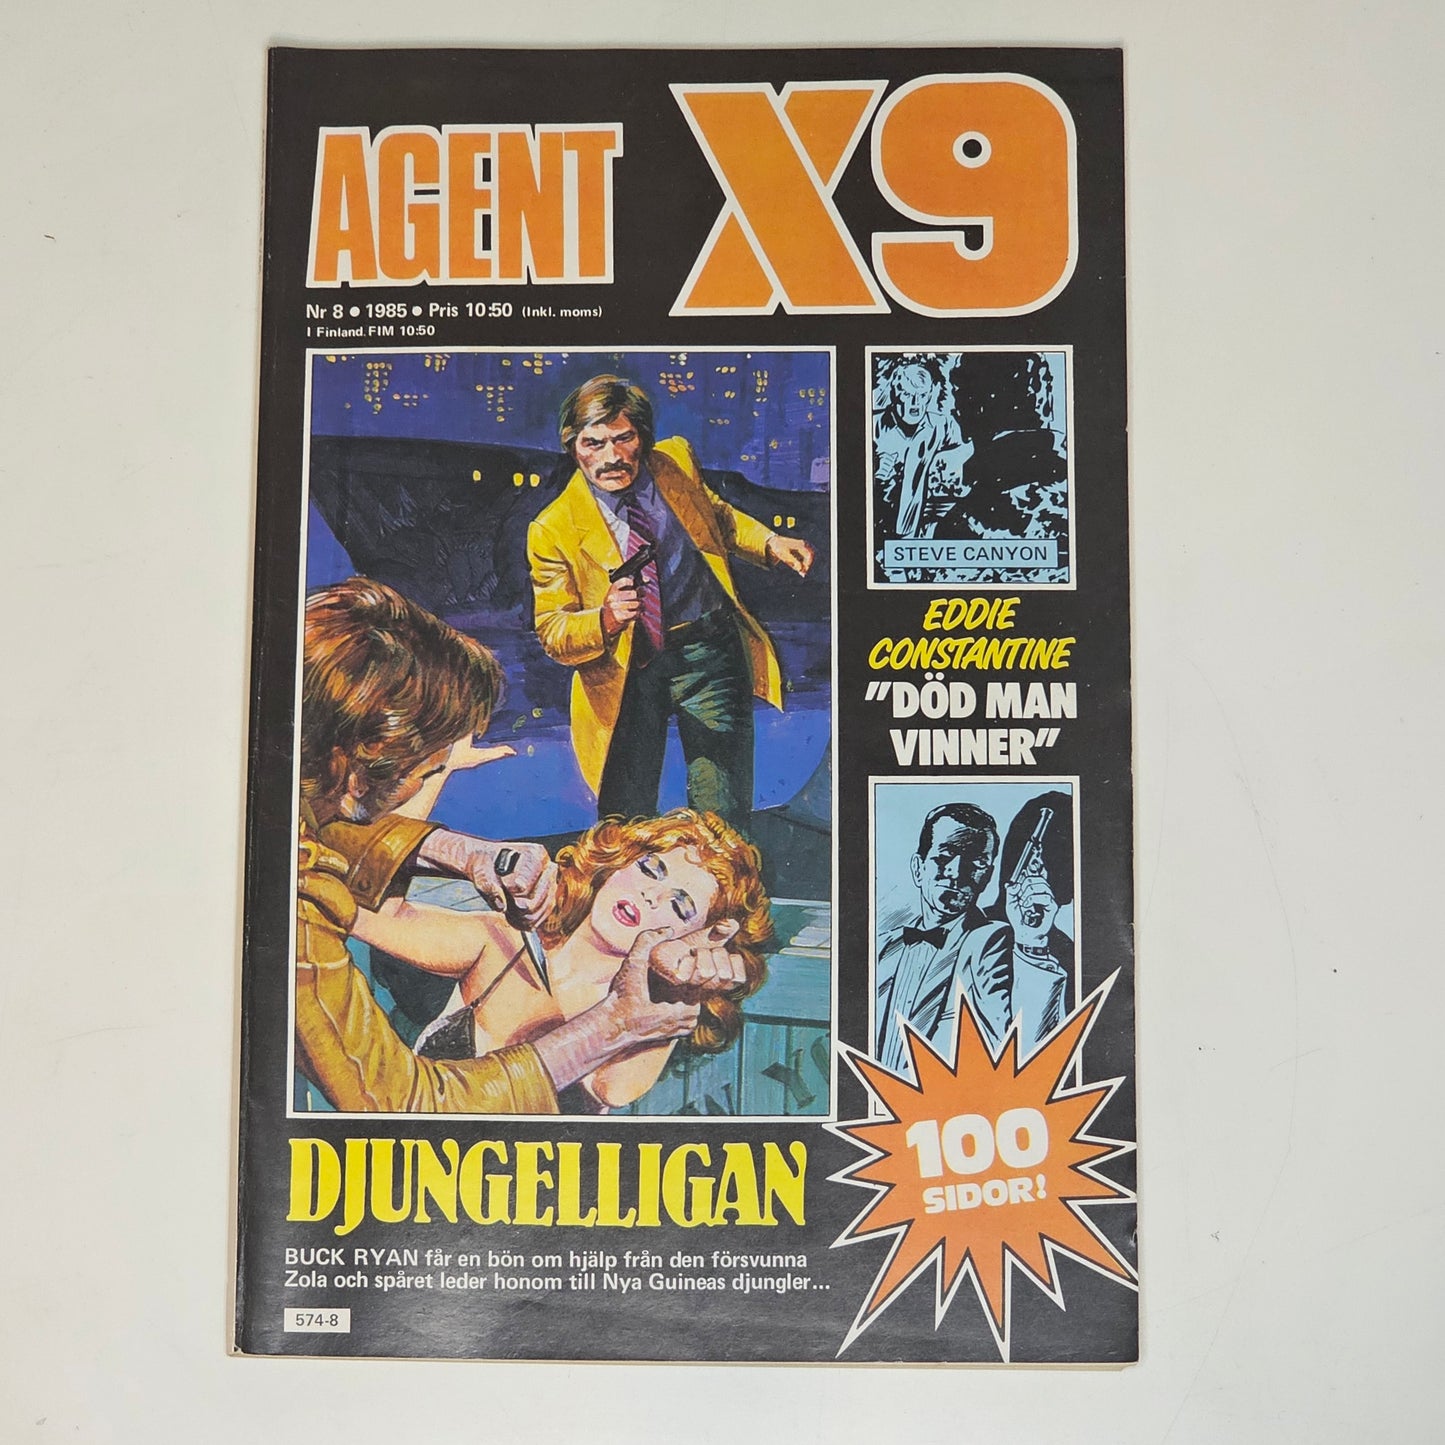 AGENT X9
Nr 8 • 1985 • Pris 10:50 (Inkl. moms)
I Finland. FIM 10:50
STEVE CANYON
EDDIE
CONSTANTINE
"DÖD MAN
VINNER"
100
SIDOR!
DJUNGELLIGAN
BUCK RYAN får en bön om hjälp från den försvunna
Zola och spåret leder honom till Nya Guineas djungler...
574-8